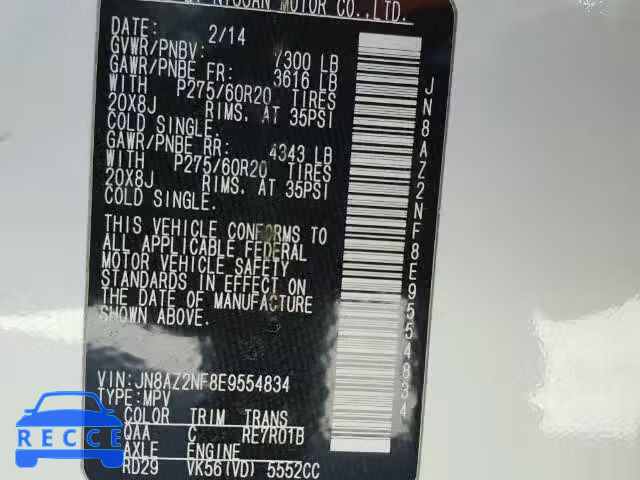 NISSAN MOTOR CO.,LTD.
2/14
GVWR/PNBV: 7300 LB
GAWR/PNBE FR: 3616 LB
WITH P275/60R20 TIRES
20X8J RIMS. AT 35PSI
COLD SINGLE.
GAWR/PNBE RR: 4343 LB
WITH P275/60R20 TIRES
20X8J RIMS. AT 35PSI
COLD SINGLE.
THIS VEHICLE CONFORMS TO
ALL APPLICABLE FEDERAL
MOTOR VEHICLE SAFETY
STANDARDS IN EFFECT ON
THE DATE OF MANUFACTURE
SHOWN ABOVE.
VIN:JN8AZ2NF8E9554834
TYPE:MPV
COLOR TRIM TRANS
QAA C RE7R01B
AXLE ENGINE
RD29 VK56(VD) 5552CC
JN8AZ2NF8E9554834
RECCE